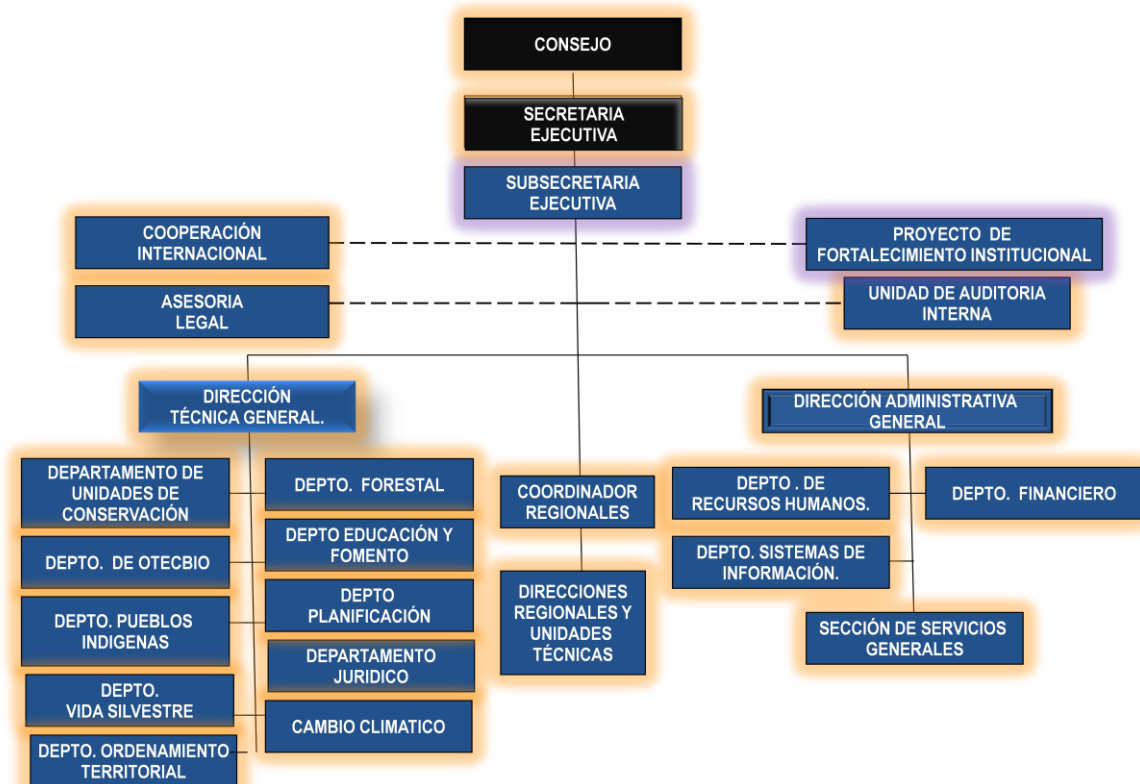 CONSEJO
SECRETARIA
EJECUTIVA
SUBSECRETARIA
EJECUTIVA
COOPERACIÓN
INTERNACIONAL
PROYECTO DE
FORTALECIMIENTO INSTITUCIONAL
ASESORIA
LEGAL
UNIDAD DE AUDITORIA
INTERNA
DIRECCIÓN
TÉCNICA GENERAL.
DIRECCIÓN ADMINISTRATIVA
GENERAL
DEPARTAMENTO DE
UNIDADES DE
CONSERVACIÓN
DEPTO. FORESTAL
DEPTO. DE OTECBIO
DEPTO EDUCACIÓN Y
FOMENTO
DEPTO. PUEBLOS
INDIGENAS
DEPTO
PLANIFICACIÓN
DEPARTAMENTO
JURIDICO
DEPTO.
VIDA SILVESTRE
CAMBIO CLIMATICO
DEPTO. ORDENAMIENTO
TERRITORIAL
COORDINADOR
REGIONALES
DIRECCIONES
REGIONALES Y
UNIDADES
TÉCNICAS
DEPTO . DE
RECURSOS HUMANOS.
DEPTO. FINANCIERO
DEPTO. SISTEMAS DE
INFORMACIÓN.
SECCIÓN DE SERVICIOS
GENERALES